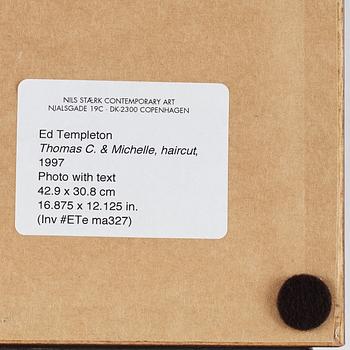 NILS STÆRK CONTEMPORARY ART
NJALSGADE 19C · DK-2300 COPENHAGEN
Ed Templeton
Thomas C. & Michelle, haircut,
1997
Photo with text
42.9 x 30.8 cm
16.875 x 12.125 in.
(Inv #ETe ma327)